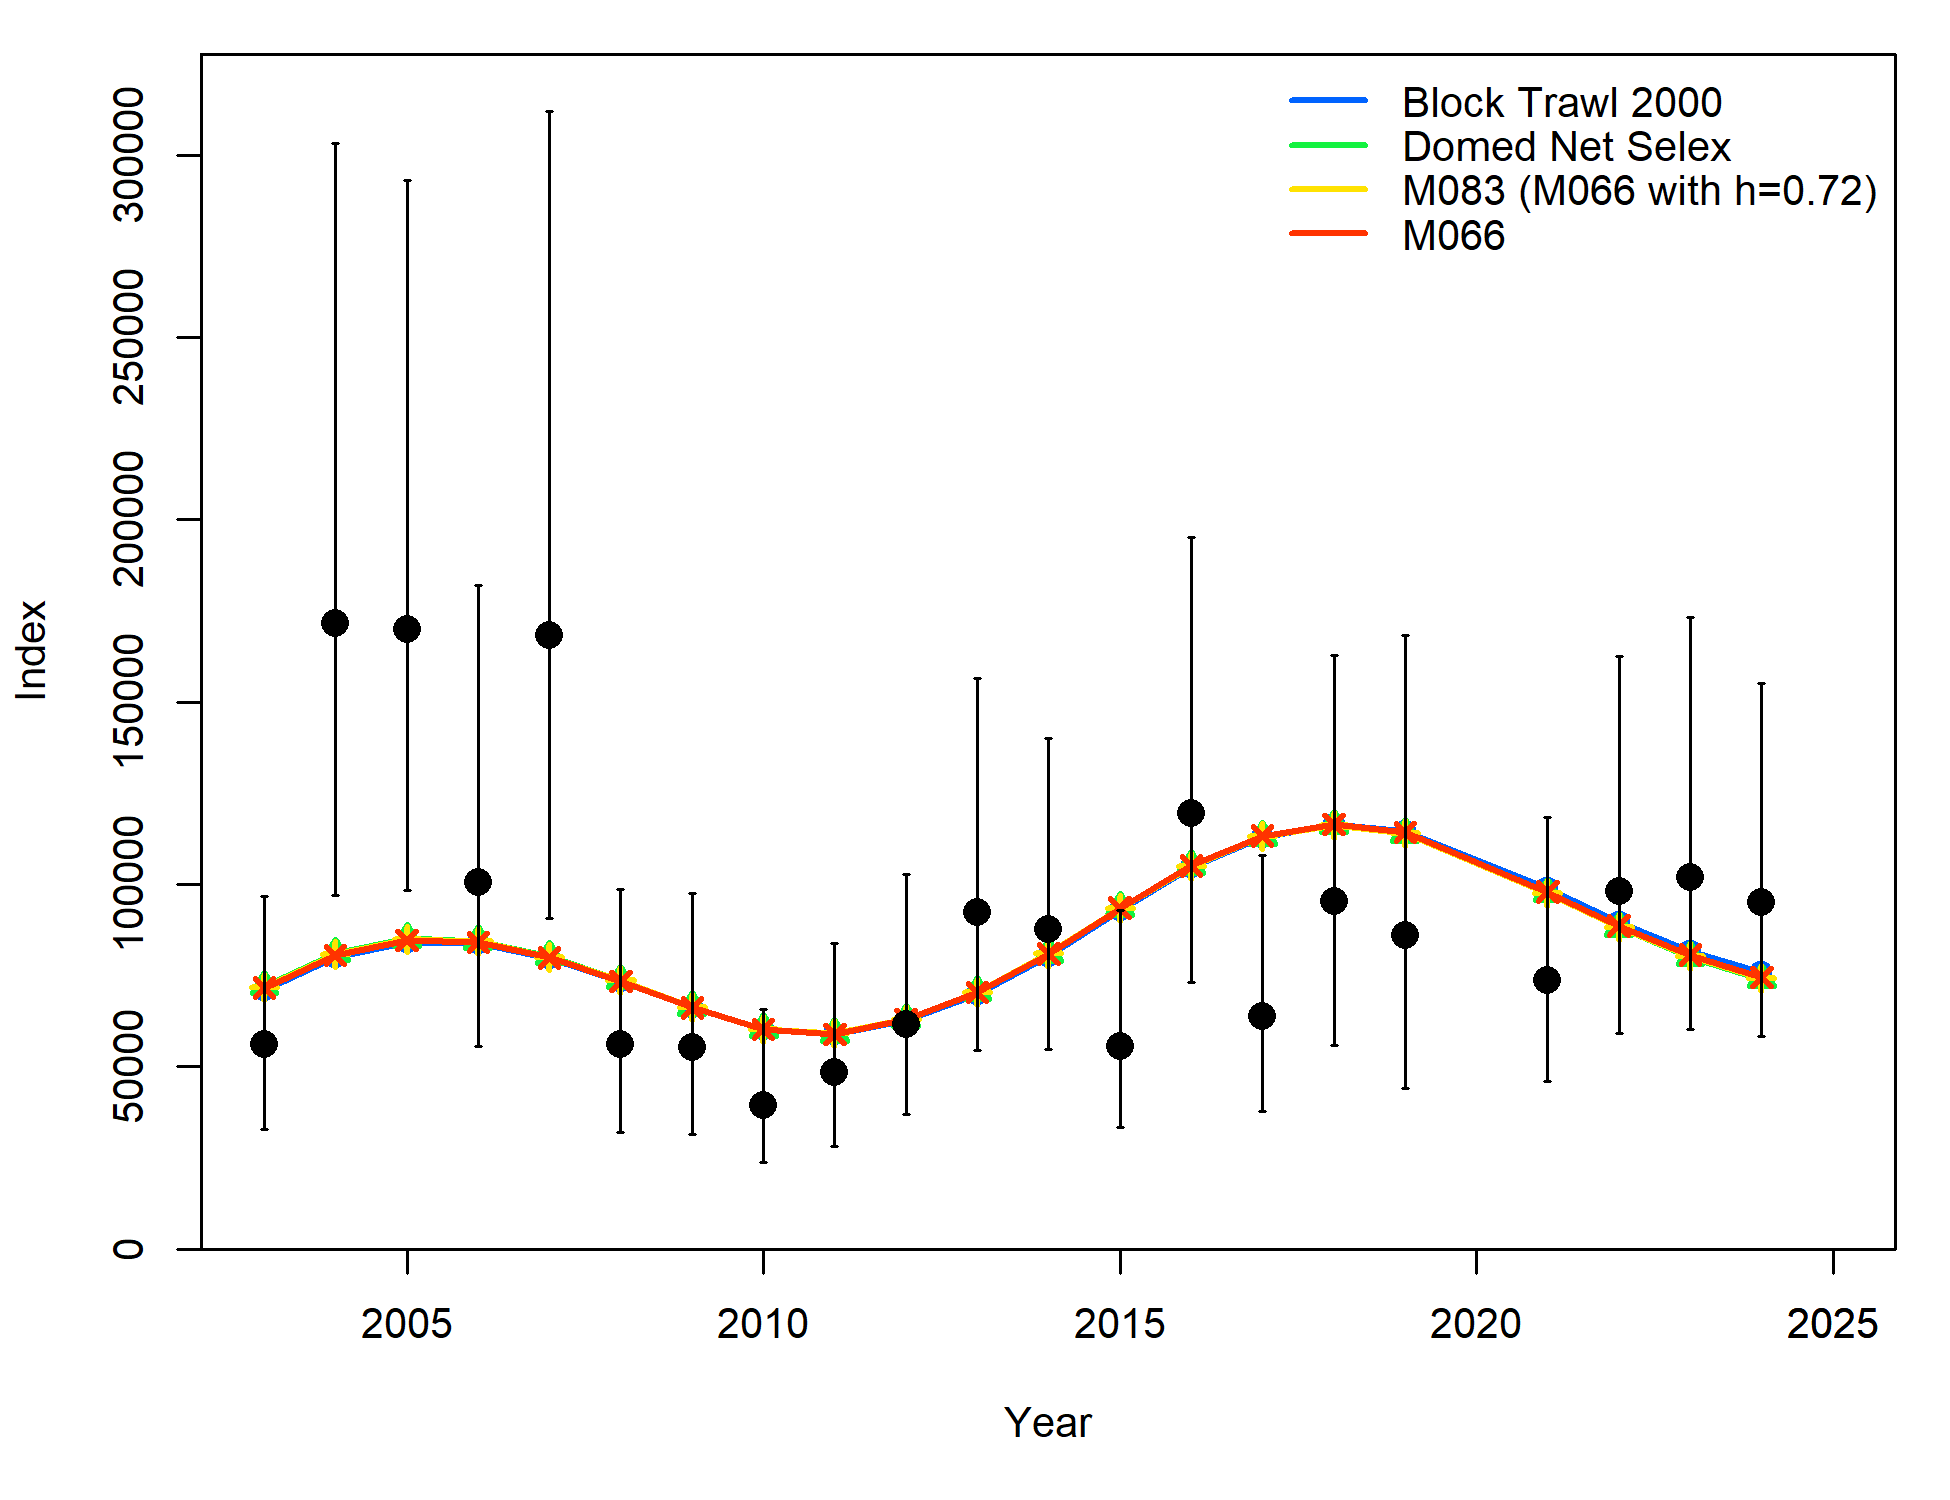 Block Trawl 2000
Domed Net Selex
M083 (M066 with h=0.72)
M066
300000
250000
200000
150000
100000
50000
0
Index
2005 2010 2015 2020 2025
Year